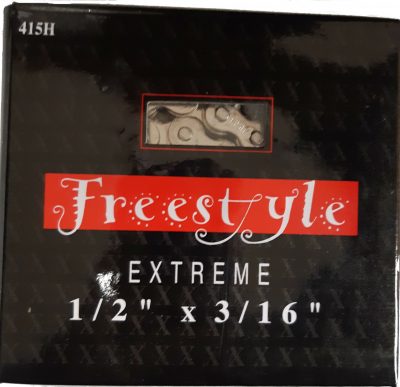 415H
Freestyle
EXTREME
1/2" x 3/16"